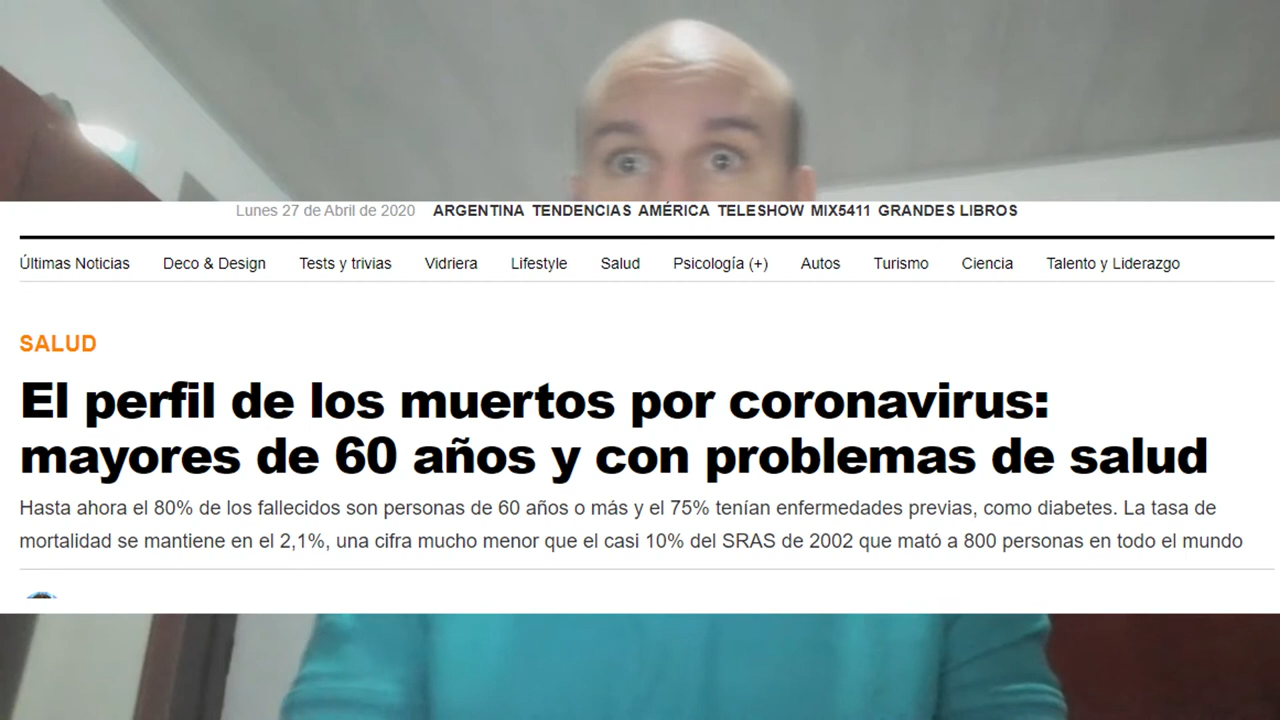 Lunes 27 de Abril de 2020 ARGENTINA TENDENCIAS AMÉRICA TELESHOW MIX5411 GRANDES LIBROS
Últimas Noticias Deco & Design Tests y trivias Vidriera Lifestyle Salud Psicología (+) Autos Turismo Ciencia Talento y Liderazgo
SALUD
El perfil de los muertos por coronavirus:
mayores de 60 años y con problemas de salud
Hasta ahora el 80% de los fallecidos son personas de 60 años o más y el 75% tenían enfermedades previas, como diabetes. La tasa de
mortalidad se mantiene en el 2,1%, una cifra mucho menor que el casi 10% del SRAS de 2002 que mató a 800 personas en todo el mundo